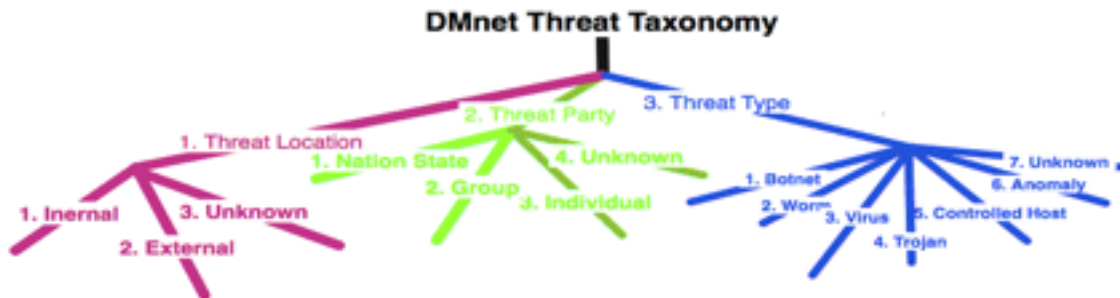 DMnet Threat Taxonomy
1. Threat Location
2. Threat Party
3. Threat Type
1. Inernal
2. External
3. Unknown
1. Nation State
2. Group
3. Individual
4. Unknown
1. Botnet
2. Worm
3. Virus
4. Trojan
5. Controlled Host
6. Anomaly
7. Unknown